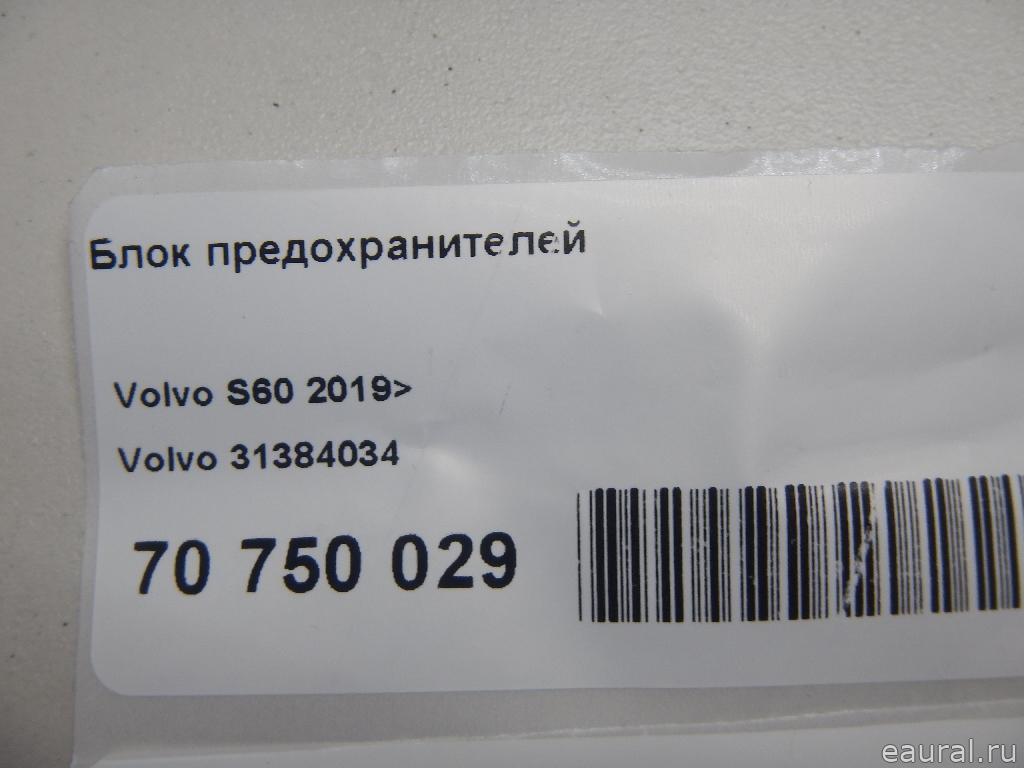 Блок предохранителей
Volvo S60 2019>
Volvo 31384034
70 750 029
eaural.ru